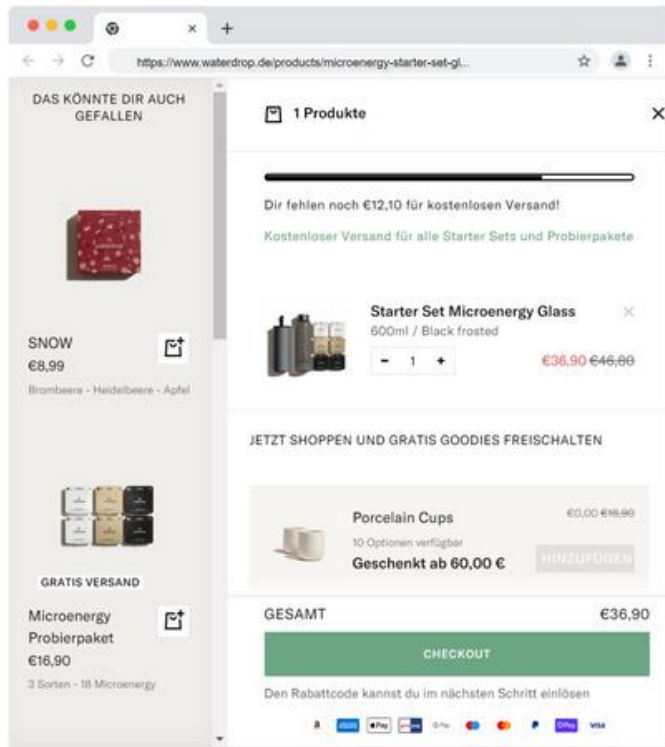 https://www.waterdrop.de/products/microenergy-starter-set-gl...
DAS KÖNNTE DIR AUCH
GEFALLEN
SNOW
€8,99
Brombeere - Heidelbeere - Apfel
GRATIS VERSAND
Microenergy
Probierpaket
€16,90
3 Sorten - 18 Microenergy
1 Produkte
Dir fehlen noch €12,10 für kostenlosen Versand!
Kostenloser Versand für alle Starter Sets und Probierpakete
Starter Set Microenergy Glass
600ml / Black frosted
- 1 +
€36,90 €46,80
JETZT SHOPPEN UND GRATIS GOODIES FREISCHALTEN
Porcelain Cups
€0,00 €16,90
10 Optionen verfügbar
Geschenkt ab 60,00 €
HINZUFÜGEN
GESAMT €36,90
CHECKOUT
Den Rabattcode kannst du im nächsten Schritt einlösen
Pay VISA